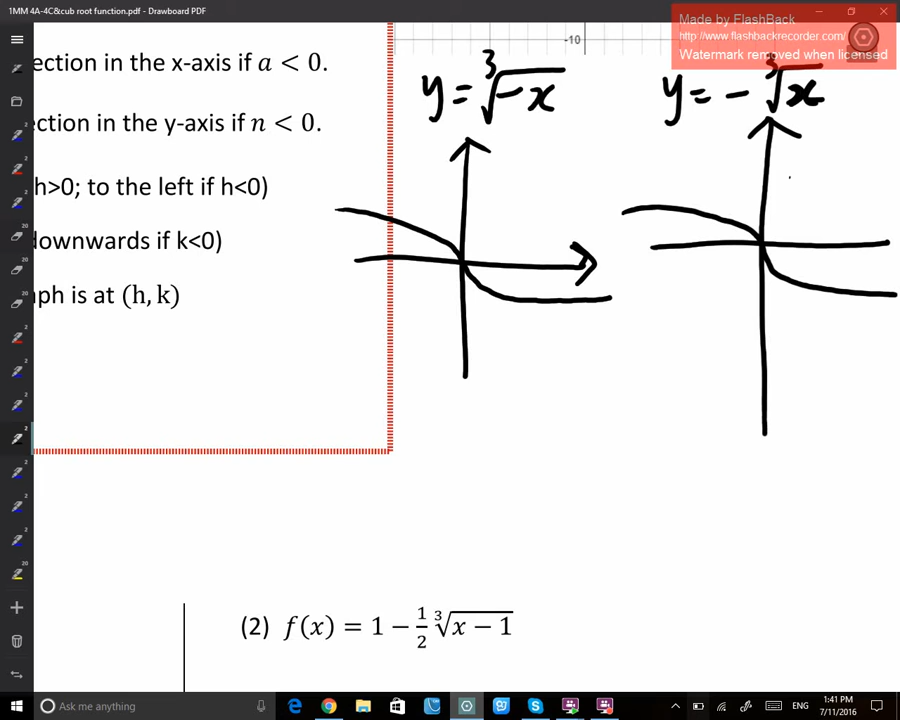 1MM 4A-4C&cub root function.pdf - Drawboard PDF
Made by FlashBack
http://www.flashbackrecorder.com/
Watermark removed when licensed
-10
ection in the x-axis if a < 0.
y = ∛-x
y = - ∛x
ction in the y-axis if n < 0.
h>0; to the left if h<0)
downwards if k<0)
ph is at (h, k)
(2) f(x) = 1 − 1/2 ∛x − 1
Ask me anything
ENG
1:41 PM
7/11/2016